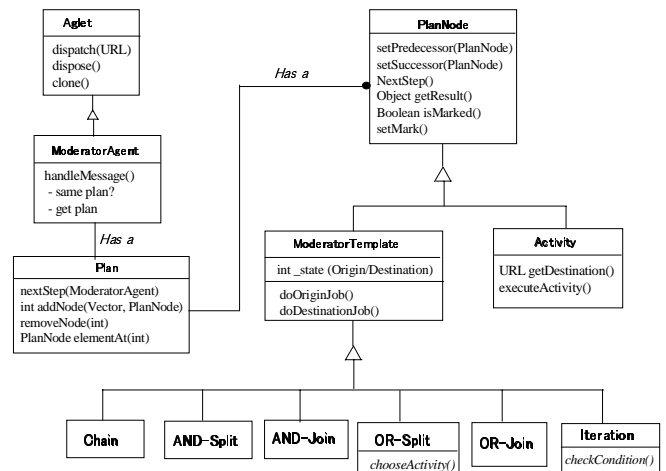 Aglet
dispatch(URL)
dispose()
clone()
PlanNode
setPredecessor(PlanNode)
setSuccessor(PlanNode)
NextStep()
Object getResult()
Boolean isMarked()
setMark()
Has a
ModeratorAgent
handleMessage()
- same plan?
- get plan
Has a
Plan
nextStep(ModeratorAgent)
int addNode(Vector, PlanNode)
removeNode(int)
PlanNode elementAt(int)
ModeratorTemplate
int _state (Origin/Destination)
doOriginJob()
doDestinationJob()
Activity
URL getDestination()
executeActivity()
Chain
AND-Split
AND-Join
OR-Split
chooseActivity()
OR-Join
Iteration
checkCondition()